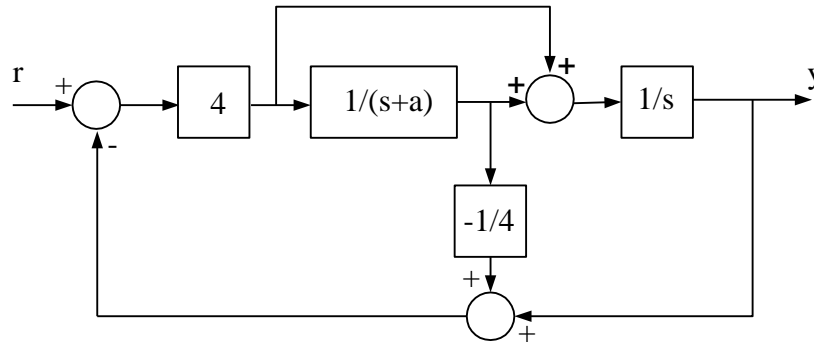 r
+
-
4
1/(s+a)
+
+
1/s
y
-1/4
+
+